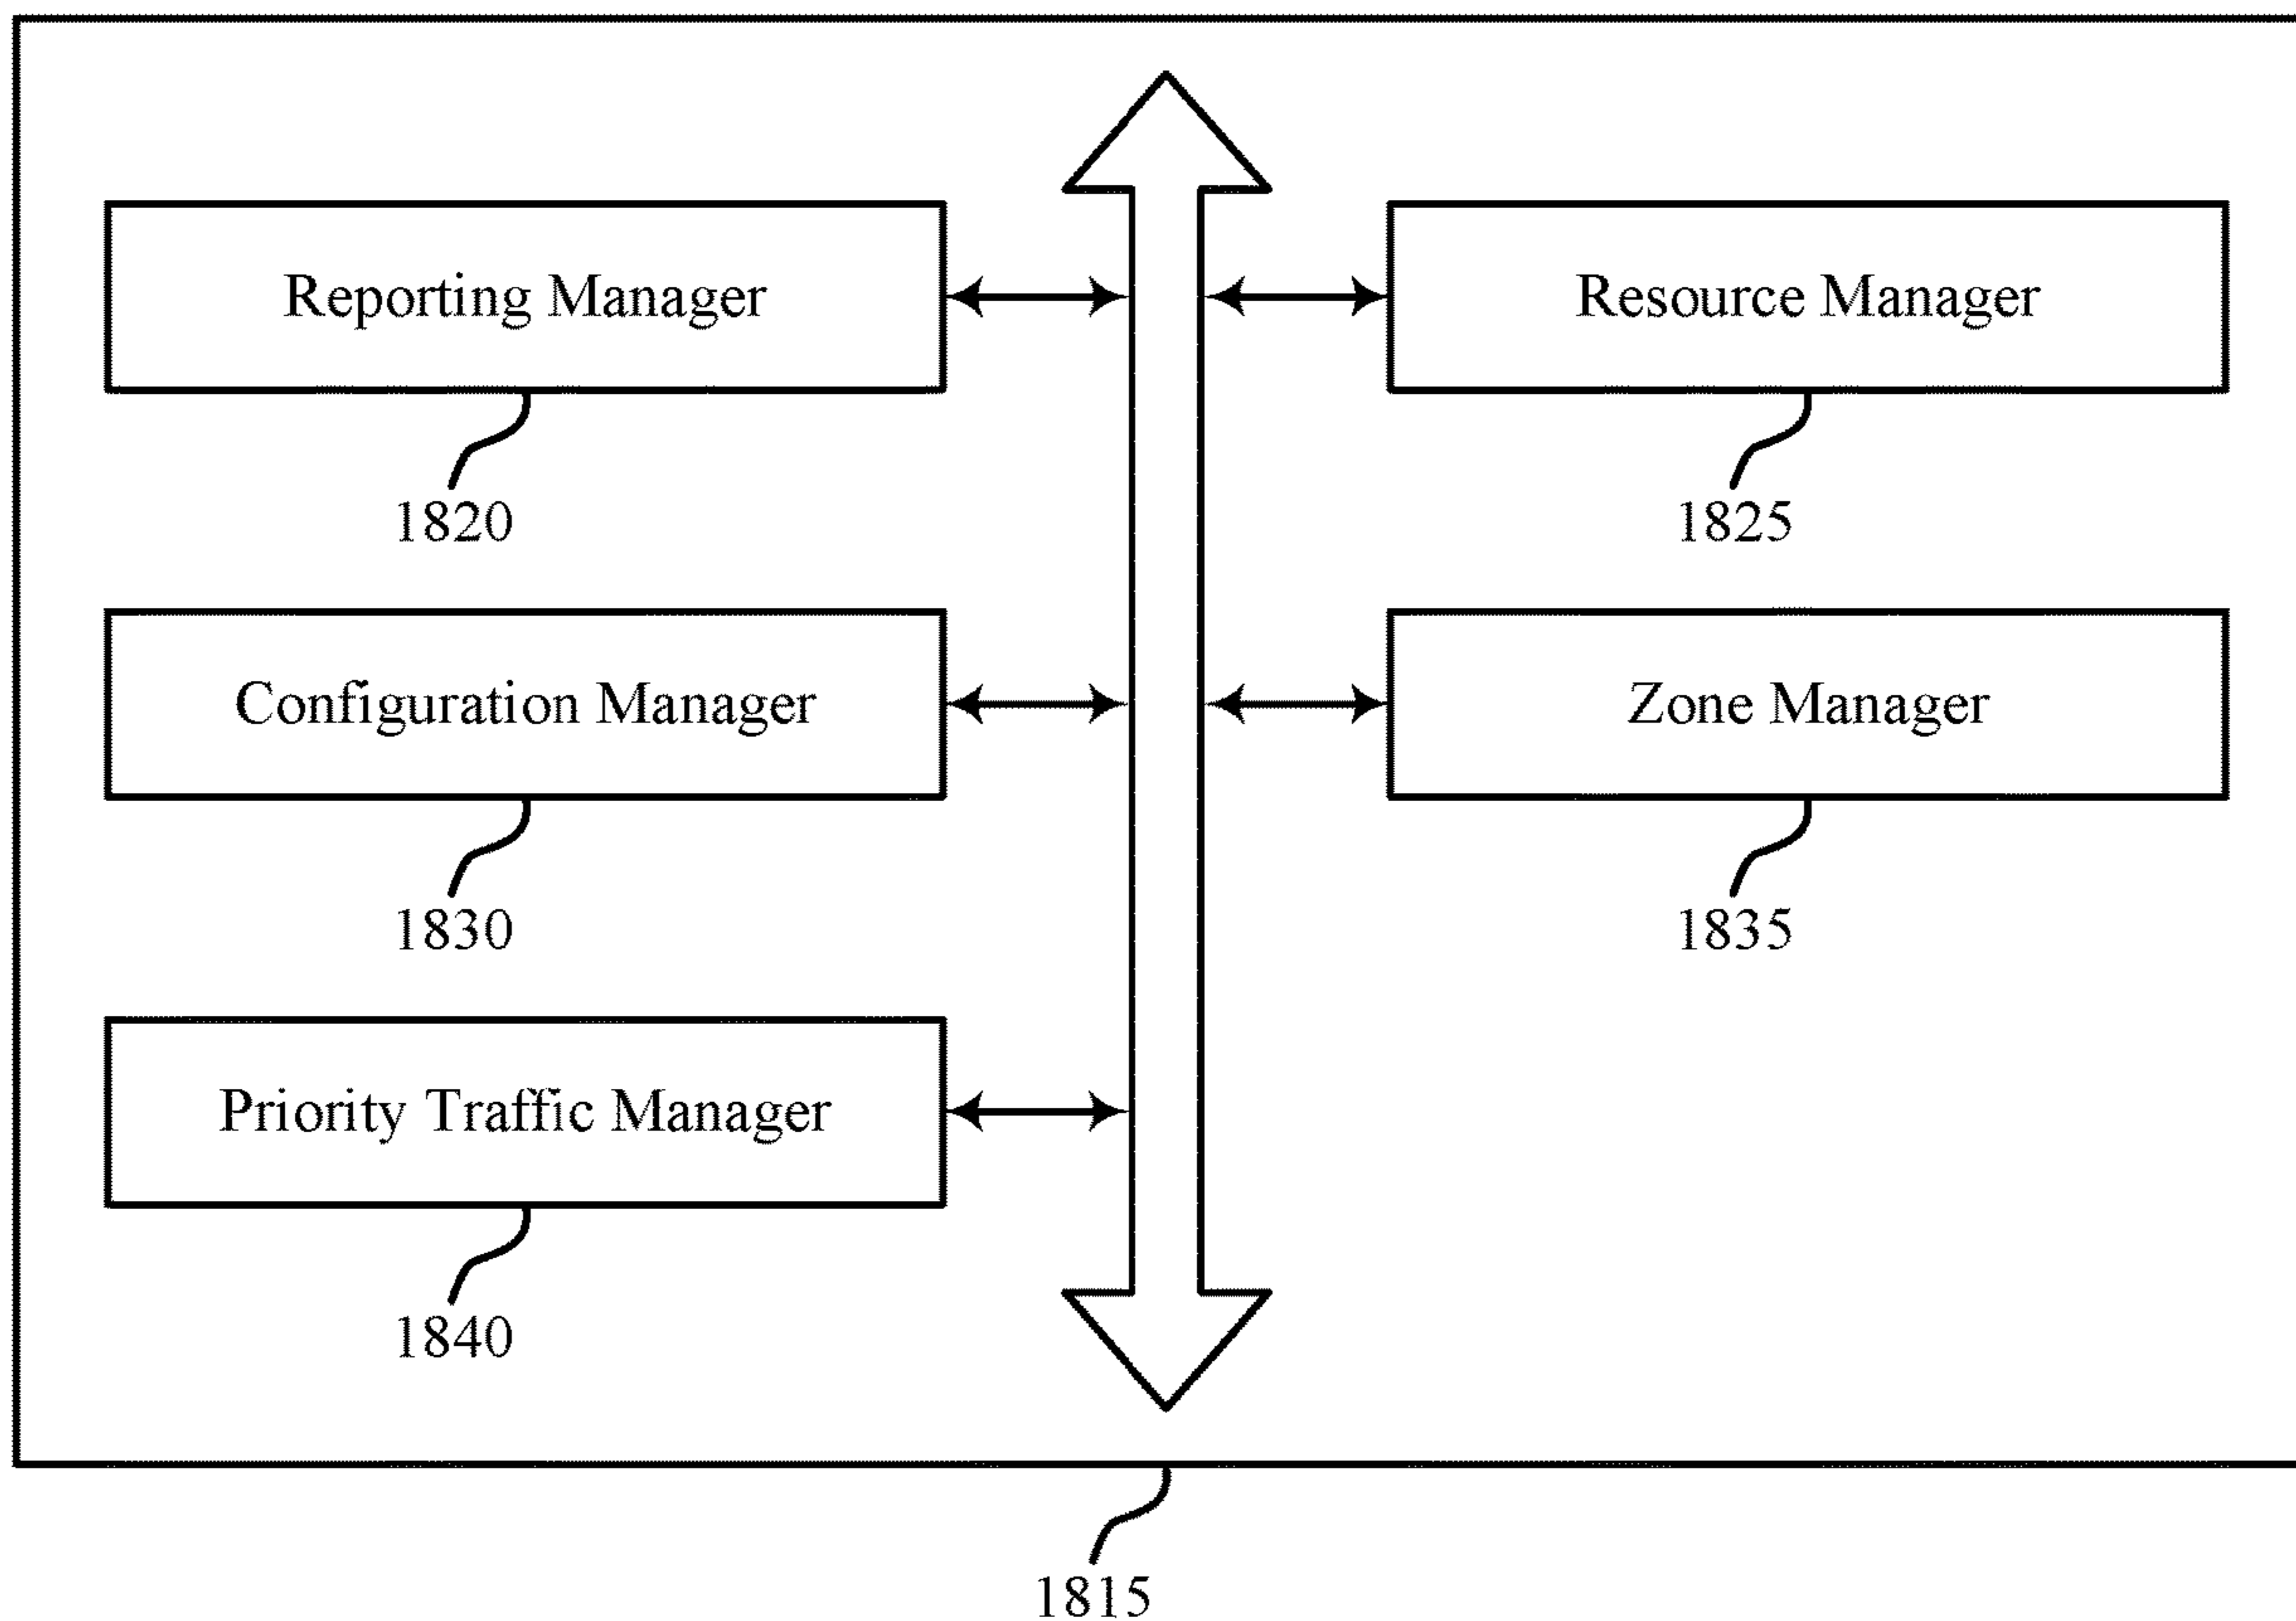 Reporting Manager
Resource Manager
1820
1825
Configuration Manager
Zone Manager
1830
1835
Priority Traffic Manager
1840
1815